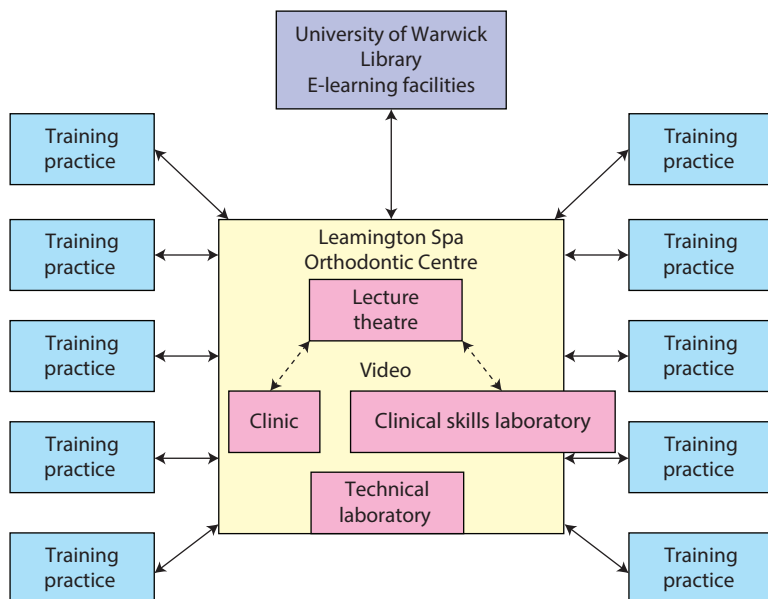 University of Warwick
Library
E-learning facilities
Training
practice
Training
practice
Training
practice
Training
practice
Training
practice
Leamington Spa
Orthodontic Centre
Lecture
theatre
Video
Clinic
Clinical skills laboratory
Technical
laboratory
Training
practice
Training
practice
Training
practice
Training
practice
Training
practice